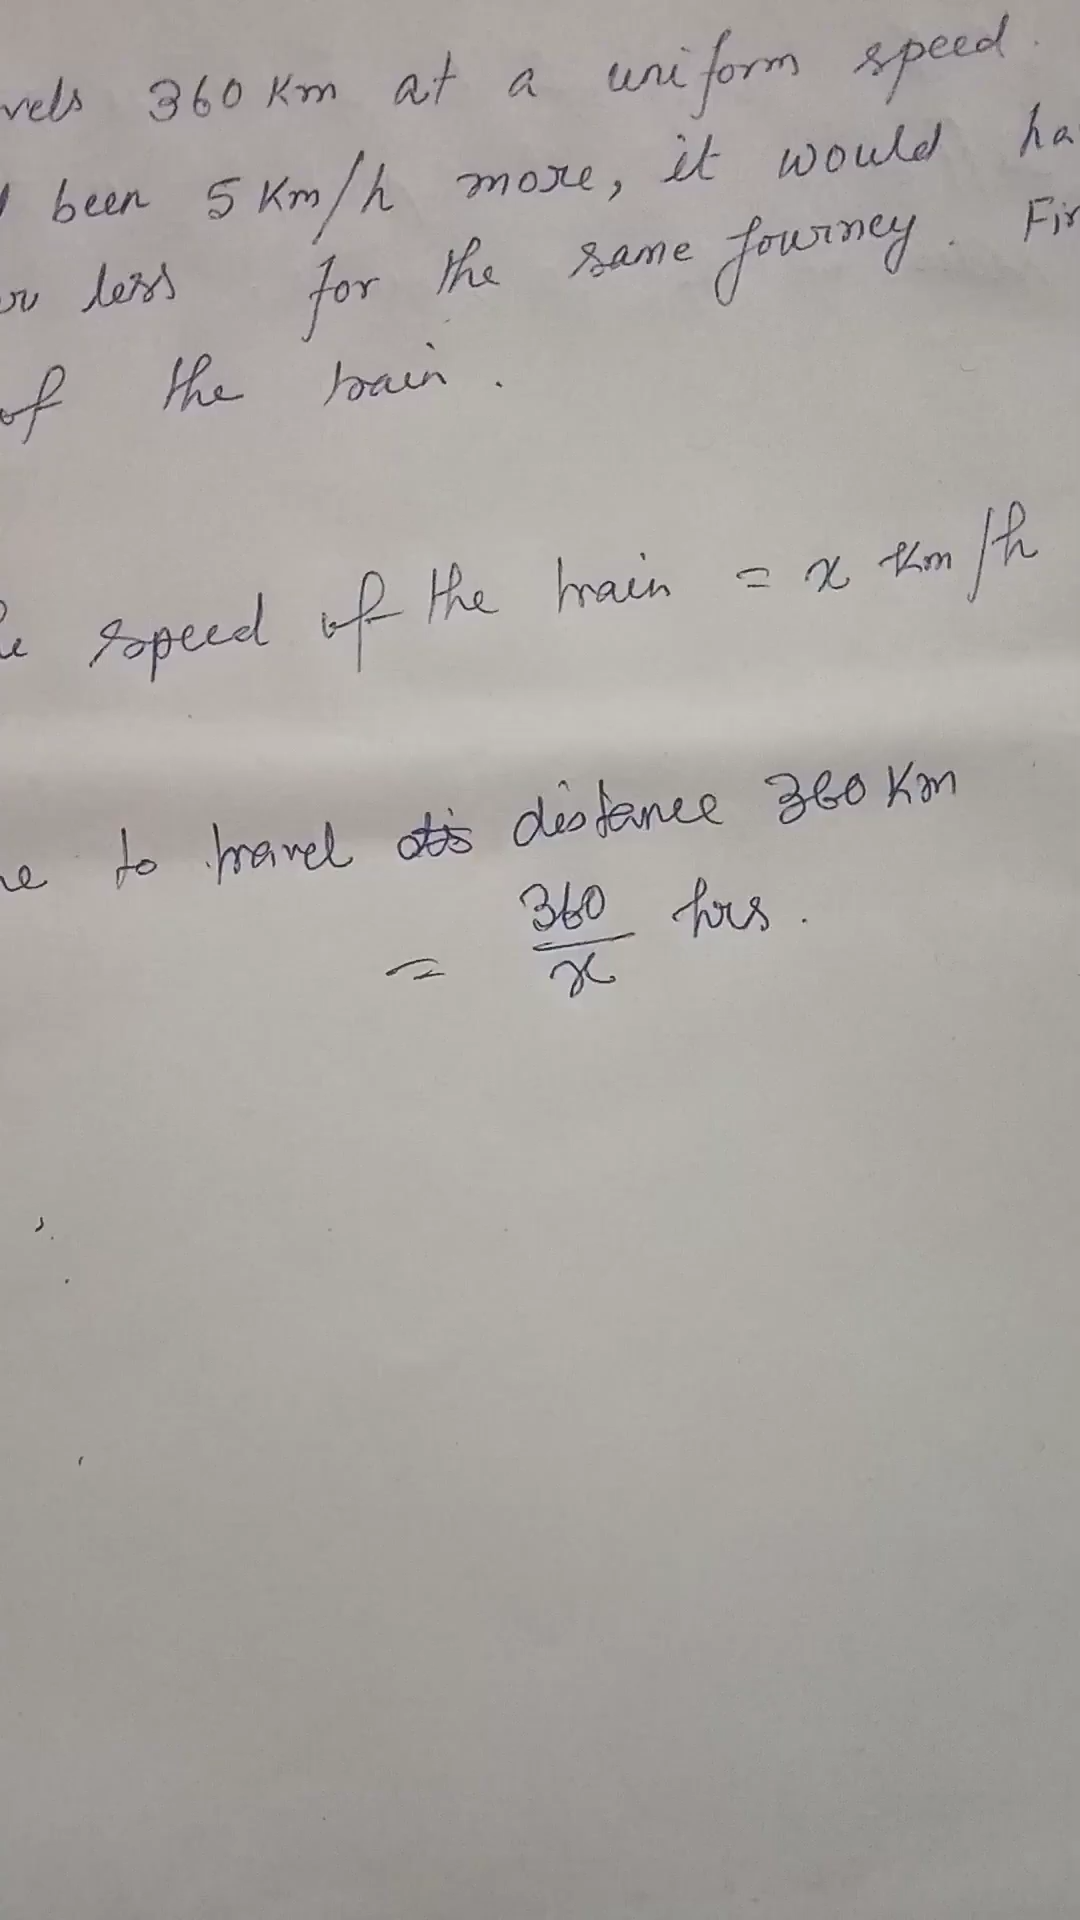 vels 360 Km at a uniform speed.
been 5 Km/h more, it would ha
less for the same journey. Fin
of the train.
speed of the train = x Km/h
to travel distance 360 Km
= 360/x hrs.